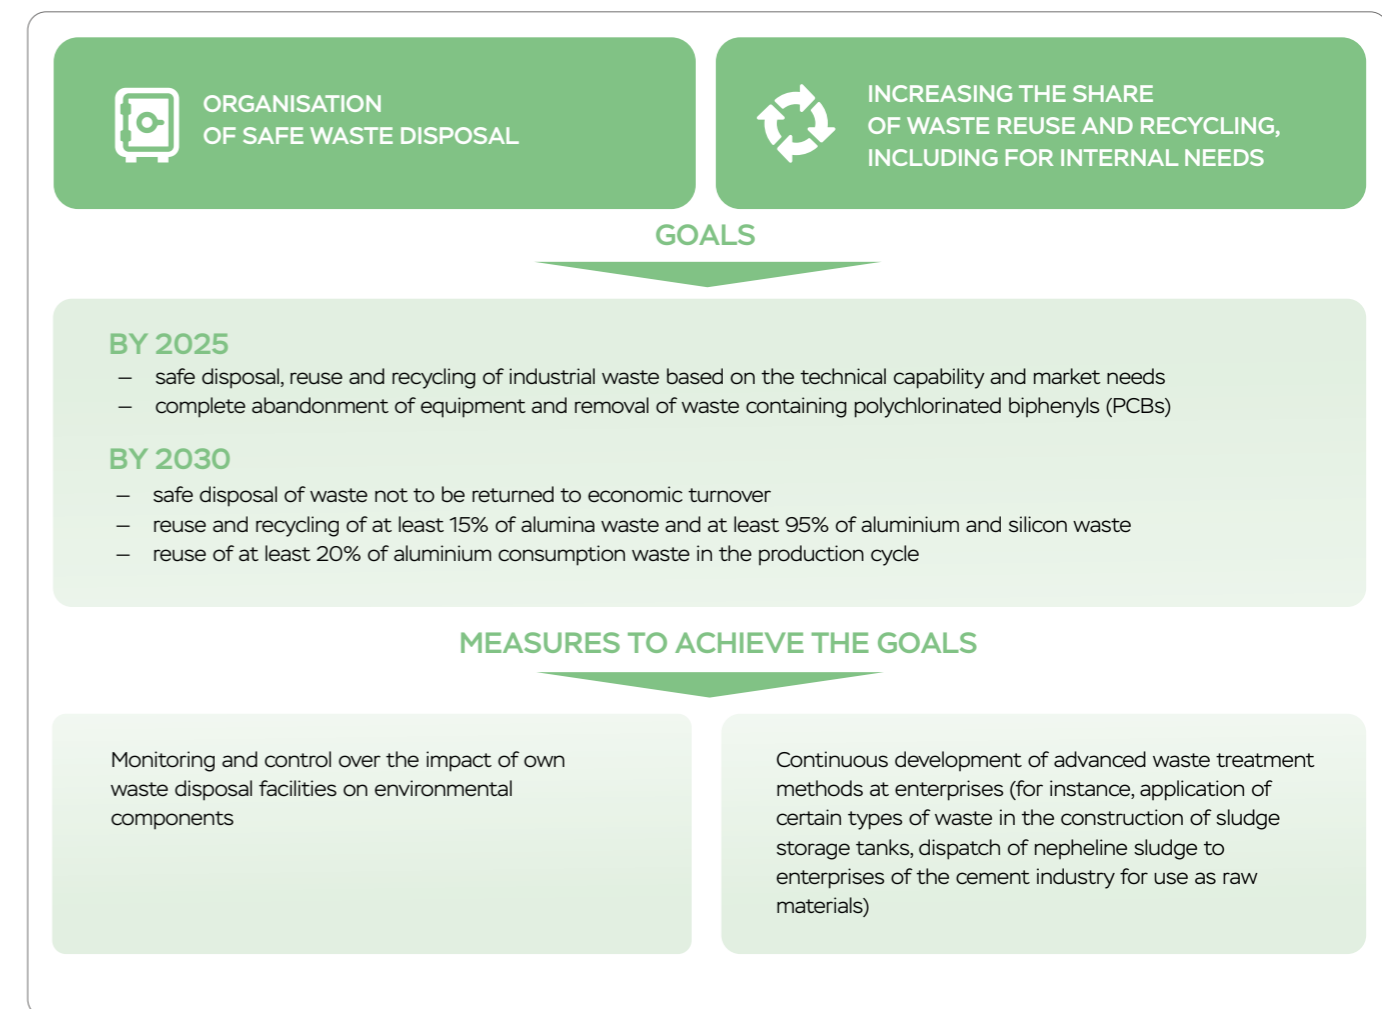 ORGANISATION
OF SAFE WASTE DISPOSAL
INCREASING THE SHARE
OF WASTE REUSE AND RECYCLING,
INCLUDING FOR INTERNAL NEEDS
GOALS
BY 2025
– safe disposal, reuse and recycling of industrial waste based on the technical capability and market needs
– complete abandonment of equipment and removal of waste containing polychlorinated biphenyls (PCBs)
BY 2030
– safe disposal of waste not to be returned to economic turnover
– reuse and recycling of at least 15% of alumina waste and at least 95% of aluminium and silicon waste
– reuse of at least 20% of aluminium consumption waste in the production cycle
MEASURES TO ACHIEVE THE GOALS
Monitoring and control over the impact of own
waste disposal facilities on environmental
components
Continuous development of advanced waste treatment
methods at enterprises (for instance, application of
certain types of waste in the construction of sludge
storage tanks, dispatch of nepheline sludge to
enterprises of the cement industry for use as raw
materials)